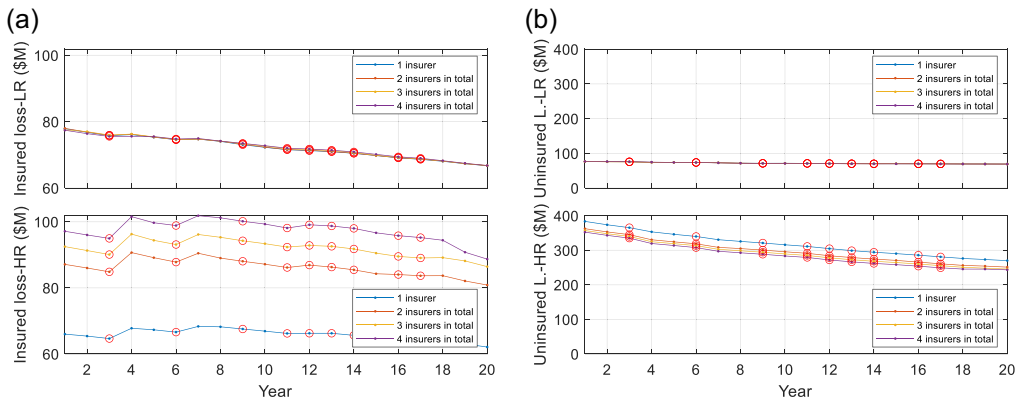 (a)
Insured loss-LR ($M)
100
80
60
1 insurer
2 insurers in total
3 insurers in total
4 insurers in total
Insured loss-HR ($M)
100
80
60
1 insurer
2 insurers in total
3 insurers in total
4 insurers in total
2 4 6 8 10 12 14 16 18 20
Year
(b)
Uninsured L.-LR ($M)
400
300
200
100
0
1 insurer
2 insurers in total
3 insurers in total
4 insurers in total
Uninsured L.-HR ($M)
400
300
200
100
0
1 insurer
2 insurers in total
3 insurers in total
4 insurers in total
2 4 6 8 10 12 14 16 18 20
Year